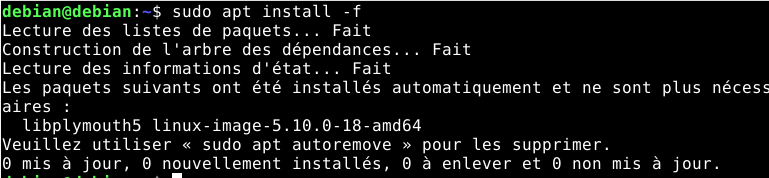 debian@debian:~$ sudo apt install -f
Lecture des listes de paquets... Fait
Construction de l'arbre des dépendances... Fait
Lecture des informations d'état... Fait
Les paquets suivants ont été installés automatiquement et ne sont plus nécess
aires :
  libplymouth5 linux-image-5.10.0-18-amd64
Veuillez utiliser « sudo apt autoremove » pour les supprimer.
0 mis à jour, 0 nouvellement installés, 0 à enlever et 0 non mis à jour.